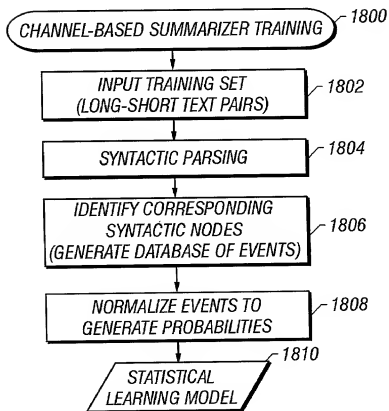 CHANNEL-BASED SUMMARIZER TRAINING
1800
INPUT TRAINING SET
(LONG-SHORT TEXT PAIRS)
1802
SYNTACTIC PARSING
1804
IDENTIFY CORRESPONDING
SYNTACTIC NODES
(GENERATE DATABASE OF EVENTS)
1806
NORMALIZE EVENTS TO
GENERATE PROBABILITIES
1808
1810
STATISTICAL
LEARNING MODEL